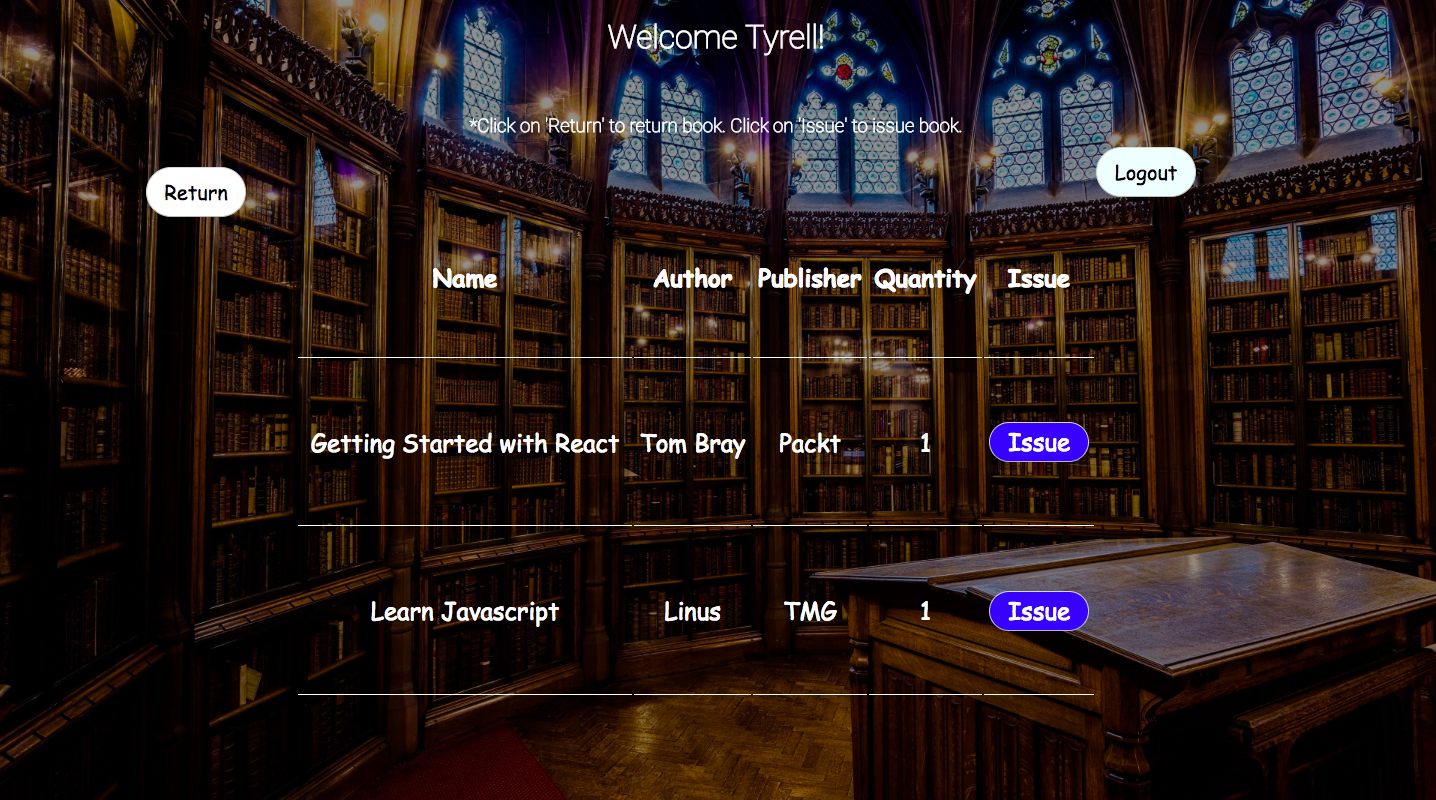 Welcome Tyrell!
*Click on 'Return' to return book. Click on 'Issue' to issue book.
Logout
Return
Name Author Publisher Quantity Issue
Getting Started with React Tom Bray Packt 1 Issue
Learn Javascript Linus TMG 1 Issue